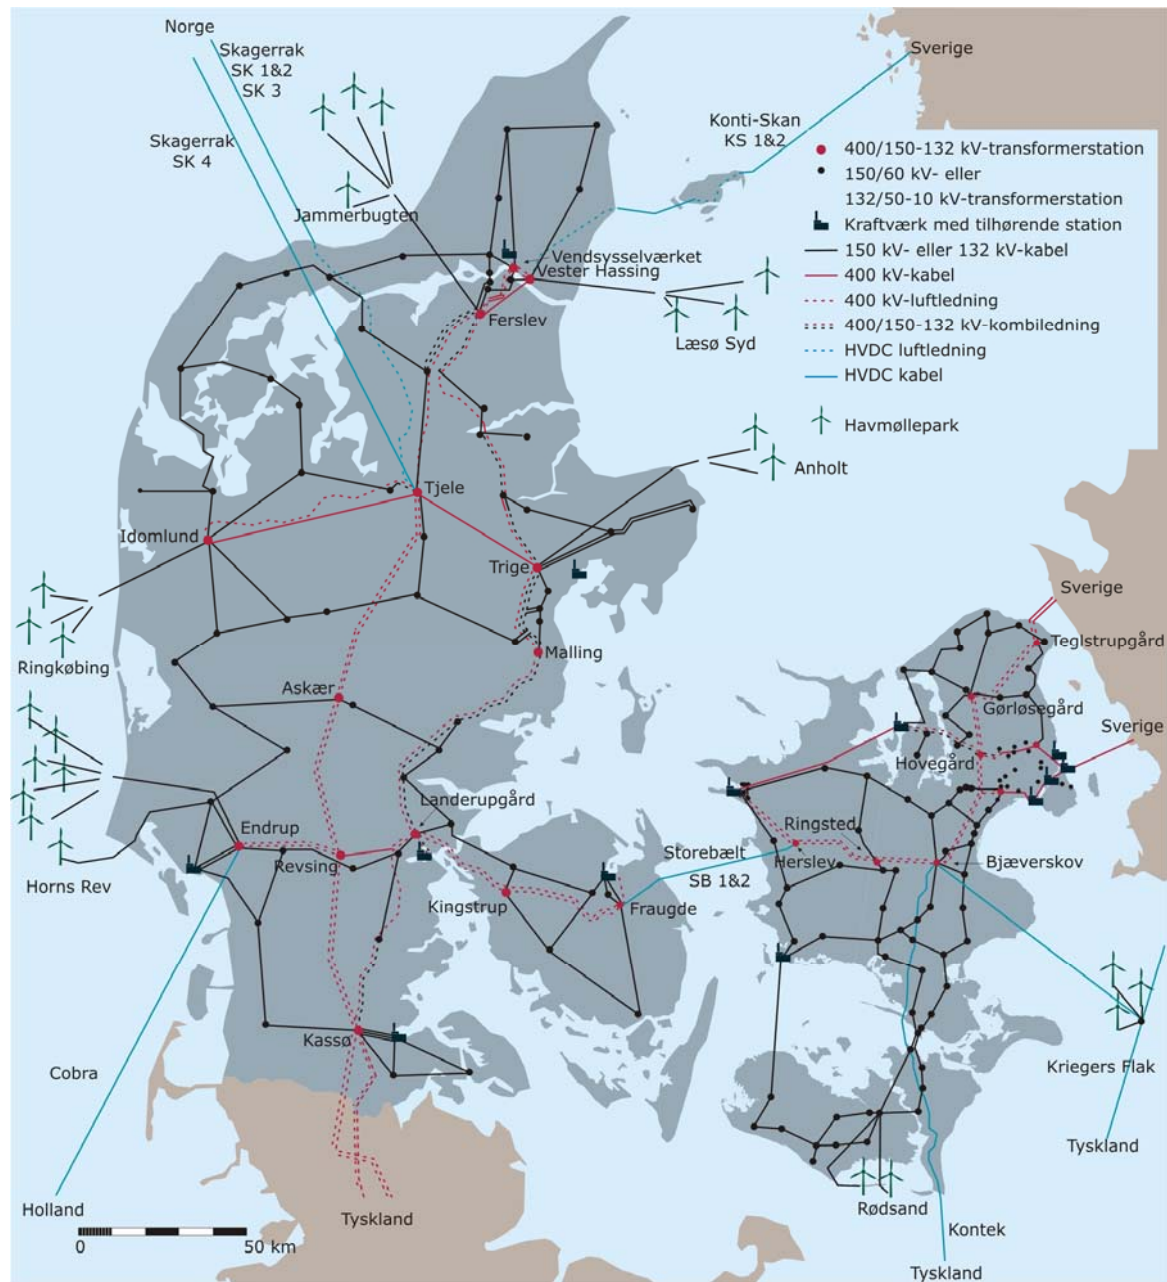 Norge
Skagerrak
SK 1&2
SK 3
Sverige
Konti-Skan
KS 1&2
Skagerrak
SK 4
400/150-132 kV-transformerstation
150/60 kV- eller
132/50-10 kV-transformerstation
Kraftværk med tilhørende station
150 kV- eller 132 kV-kabel
400 kV-kabel
400 kV-luftledning
400/150-132 kV-kombiledning
HVDC luftledning
HVDC kabel
Havmøllepark
Jammerbugten
Vendsysselværket
Vester Hassing
Ferslev
Læsø Syd
Anholt
Tjele
Idomlund
Trige
Sverige
Teglstrupgård
Ringkøbing
Malling
Askær
Gørløsegård
Sverige
Hovegård
Landerupgård
Endrup
Revsing
Ringsted
Storebælt
SB 1&2
Herslev
Bjæverskov
Horns Rev
Kingstrup
Fraugde
Kassø
Cobra
Kriegers Flak
Tyskland
Holland
Tyskland
Rødsand
Kontek
Tyskland
0 50 km